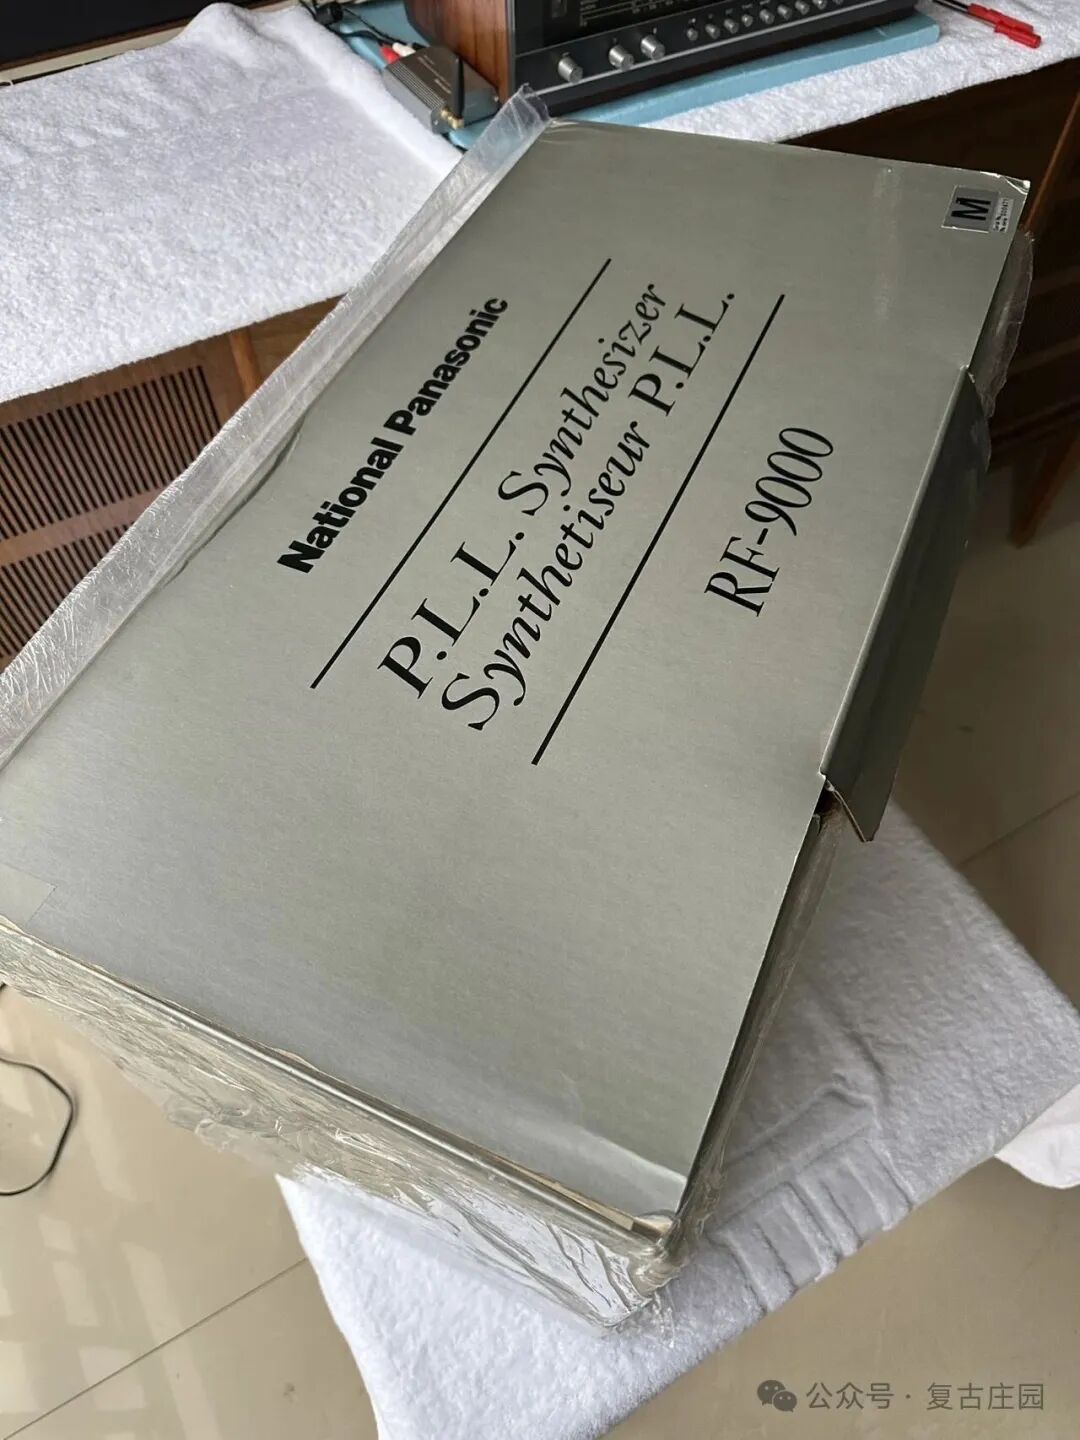 National Panasonic
P.L.L. Synthesizer
Synthetiseur P.L.L.
RF-9000
M
公众号 · 复古庄园